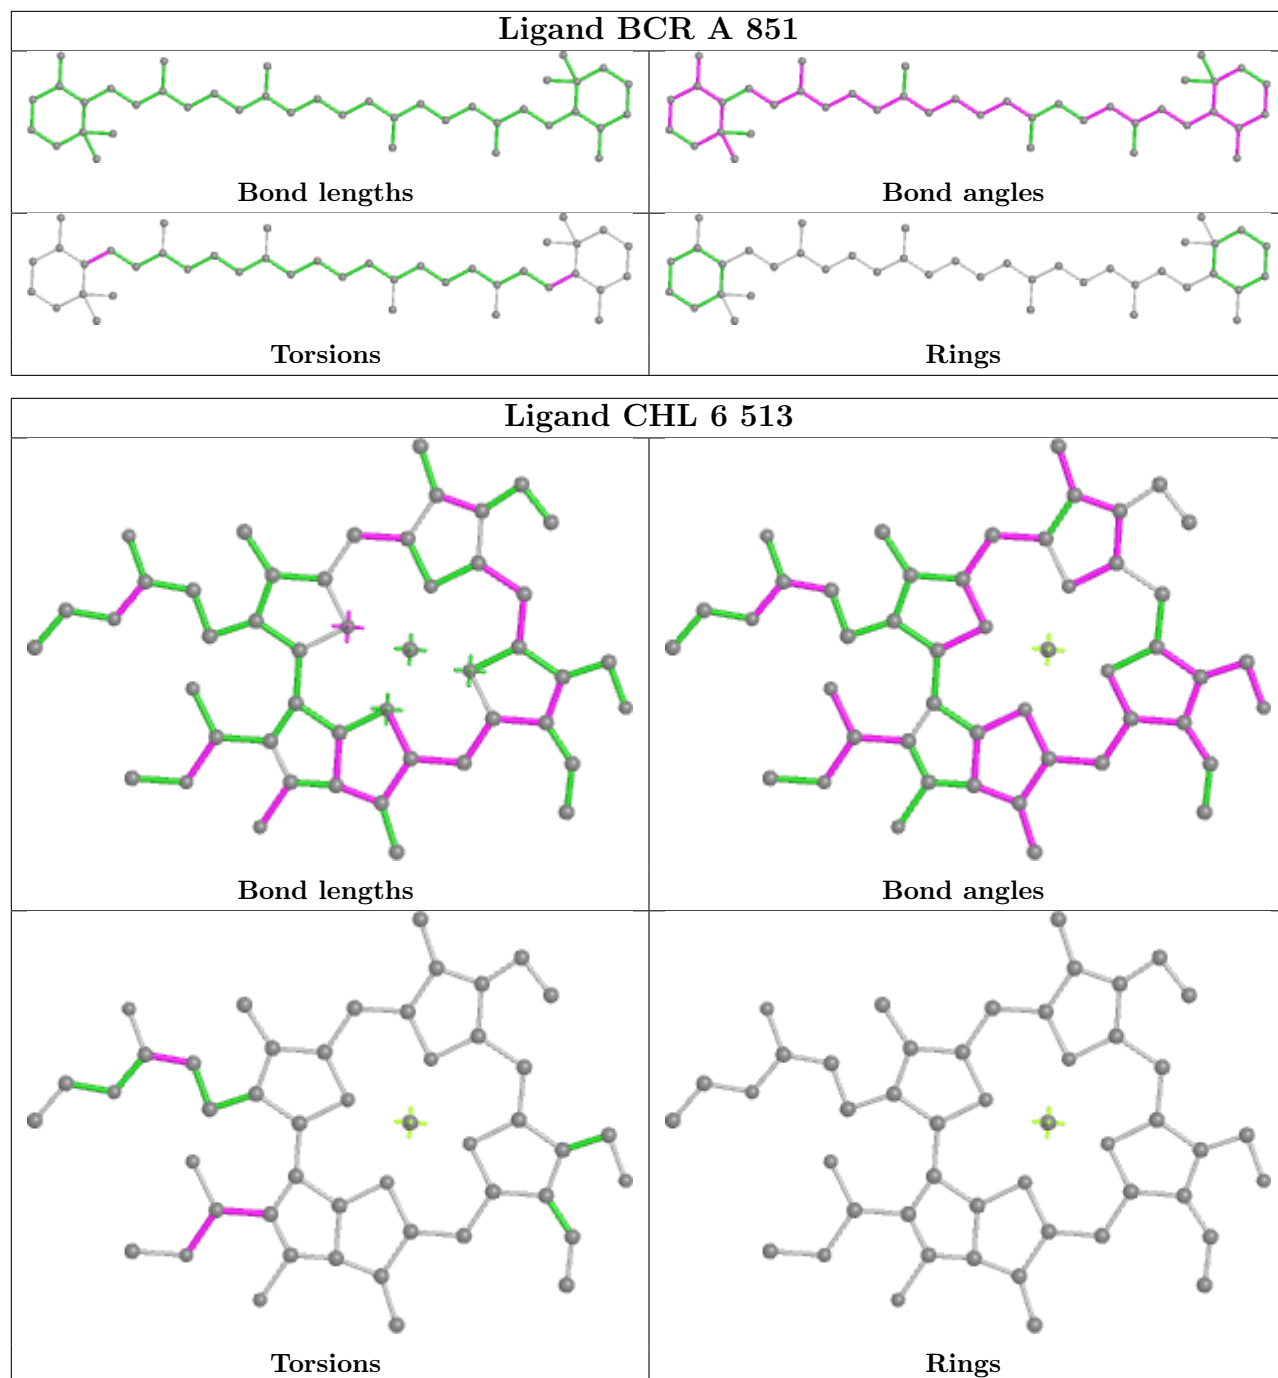 Ligand BCR A 851
Bond lengths
Bond angles
Torsions
Rings
Ligand CHL 6 513
Bond lengths
Bond angles
Torsions
Rings